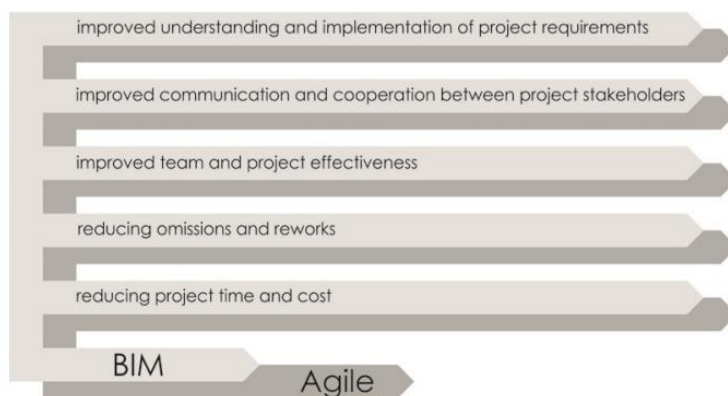 improved understanding and implementation of project requirements
improved communication and cooperation between project stakeholders
improved team and project effectiveness
reducing omissions and reworks
reducing project time and cost
BIM
Agile